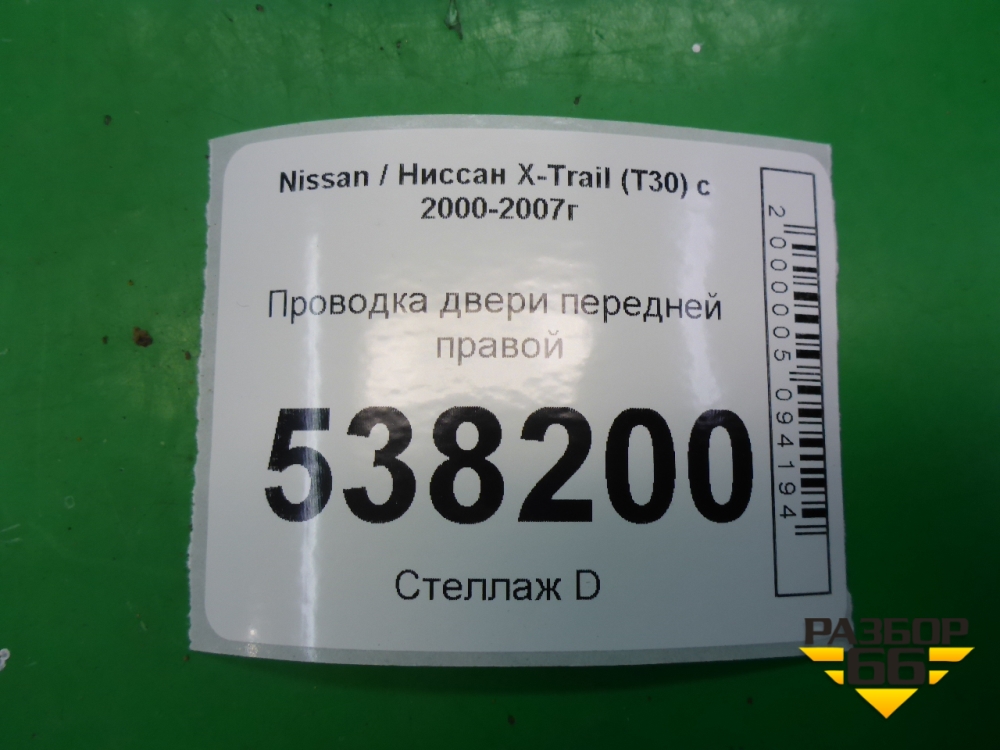 Nissan / Ниссан X-Trail (T30) с
2000-2007г
Проводка двери передней
правой
538200
Стеллаж D
2000005094194
РАЗБОР
66